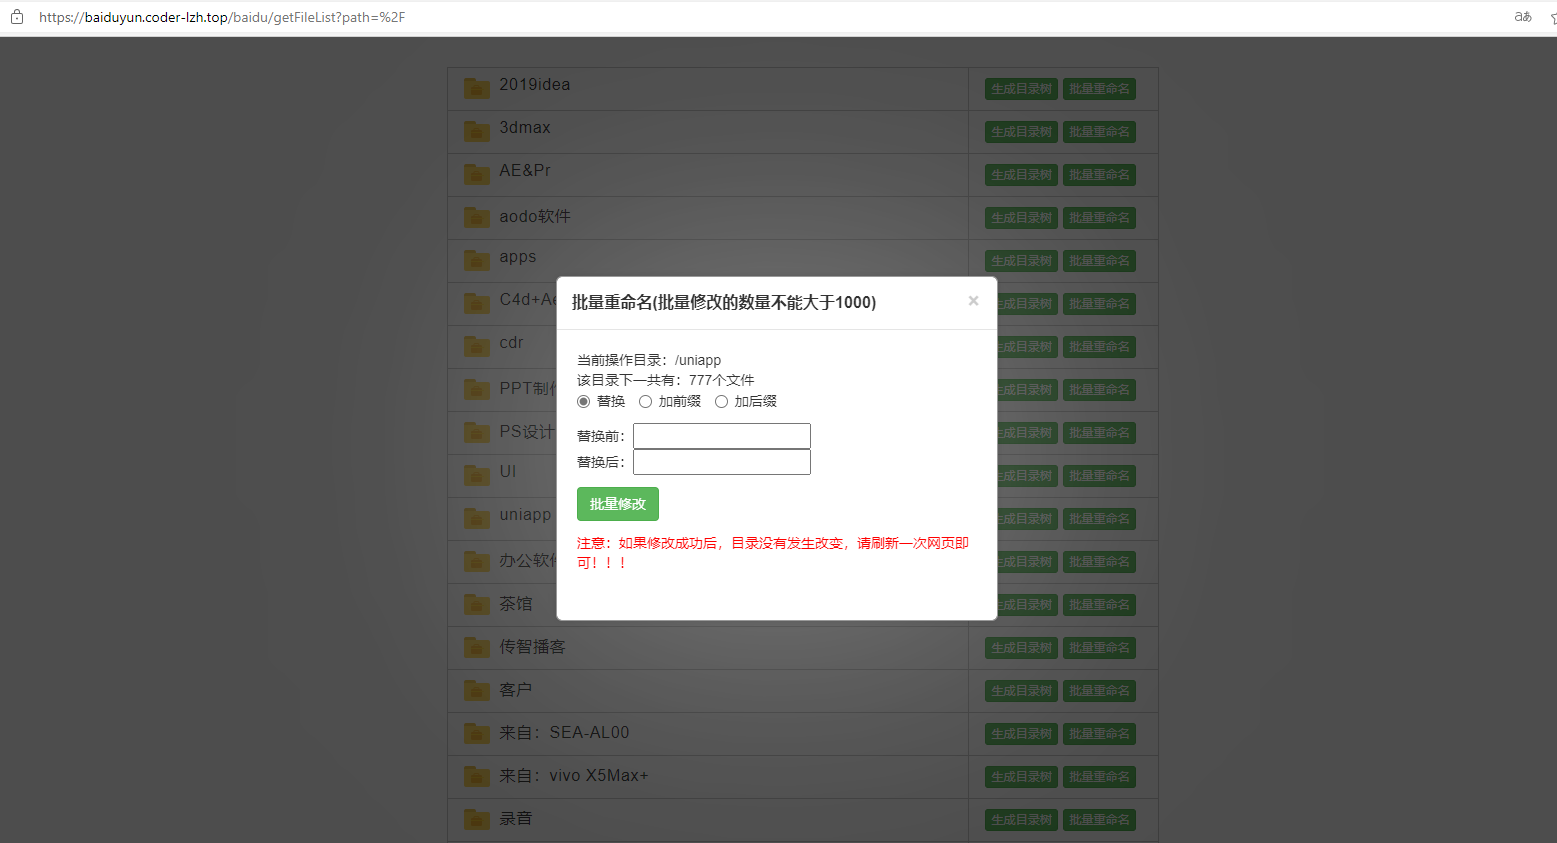 https://baiduyun.coder-lzh.top/baidu/getFileList?path=%2F
2019idea 生成目录树 批量重命名
3dmax 生成目录树 批量重命名
AE&Pr 生成目录树 批量重命名
aodo软件 生成目录树 批量重命名
apps 生成目录树 批量重命名
C4d+Ae 成目录树 批量重命名
cdr 成目录树 批量重命名
PPT制 成目录树 批量重命名
PS设计 成目录树 批量重命名
UI 成目录树 批量重命名
uniapp 成目录树 批量重命名
办公软 成目录树 批量重命名
茶馆 成目录树 批量重命名
传智播客 生成目录树 批量重命名
客户 生成目录树 批量重命名
来自：SEA-AL00 生成目录树 批量重命名
来自：vivo X5Max+ 生成目录树 批量重命名
录音 生成目录树 批量重命名
批量重命名(批量修改的数量不能大于1000) ×
当前操作目录：/uniapp
该目录下一共有：777个文件
替换 加前缀 加后缀
替换前：
替换后：
批量修改
注意：如果修改成功后，目录没有发生改变，请刷新一次网页即
可！！！